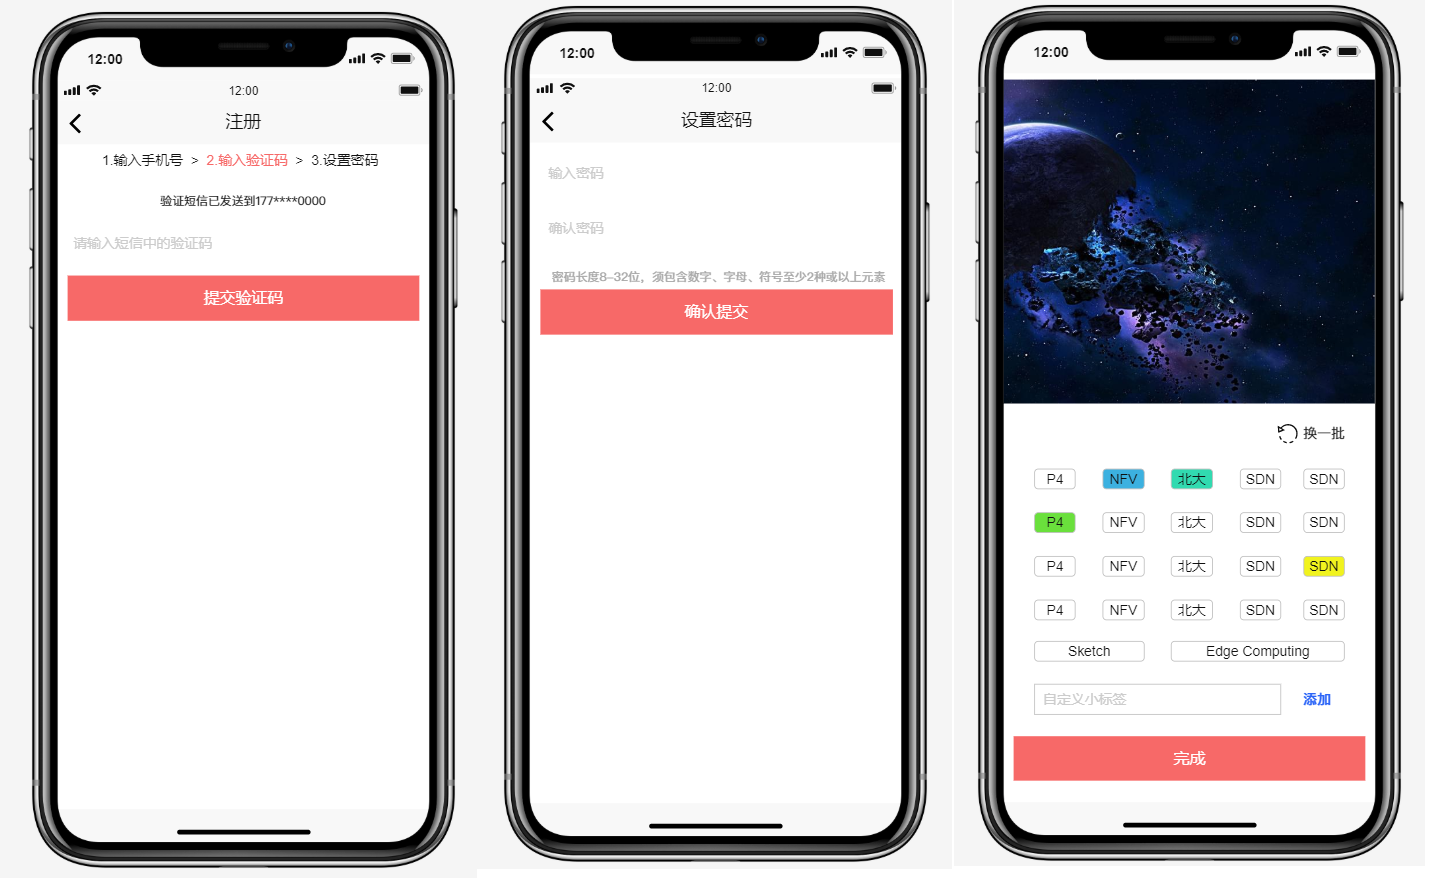 12:00
12:00
注册
1.输入手机号 > 2.输入验证码 > 3.设置密码
验证短信已发送到177****0000
请输入短信中的验证码
提交验证码
12:00
12:00
设置密码
输入密码
确认密码
密码长度8-32位，须包含数字、字母、符号至少2种或以上元素
确认提交
12:00
换一批
P4 NFV 北大 SDN SDN
P4 NFV 北大 SDN SDN
P4 NFV 北大 SDN SDN
P4 NFV 北大 SDN SDN
Sketch Edge Computing
自定义小标签 添加
完成